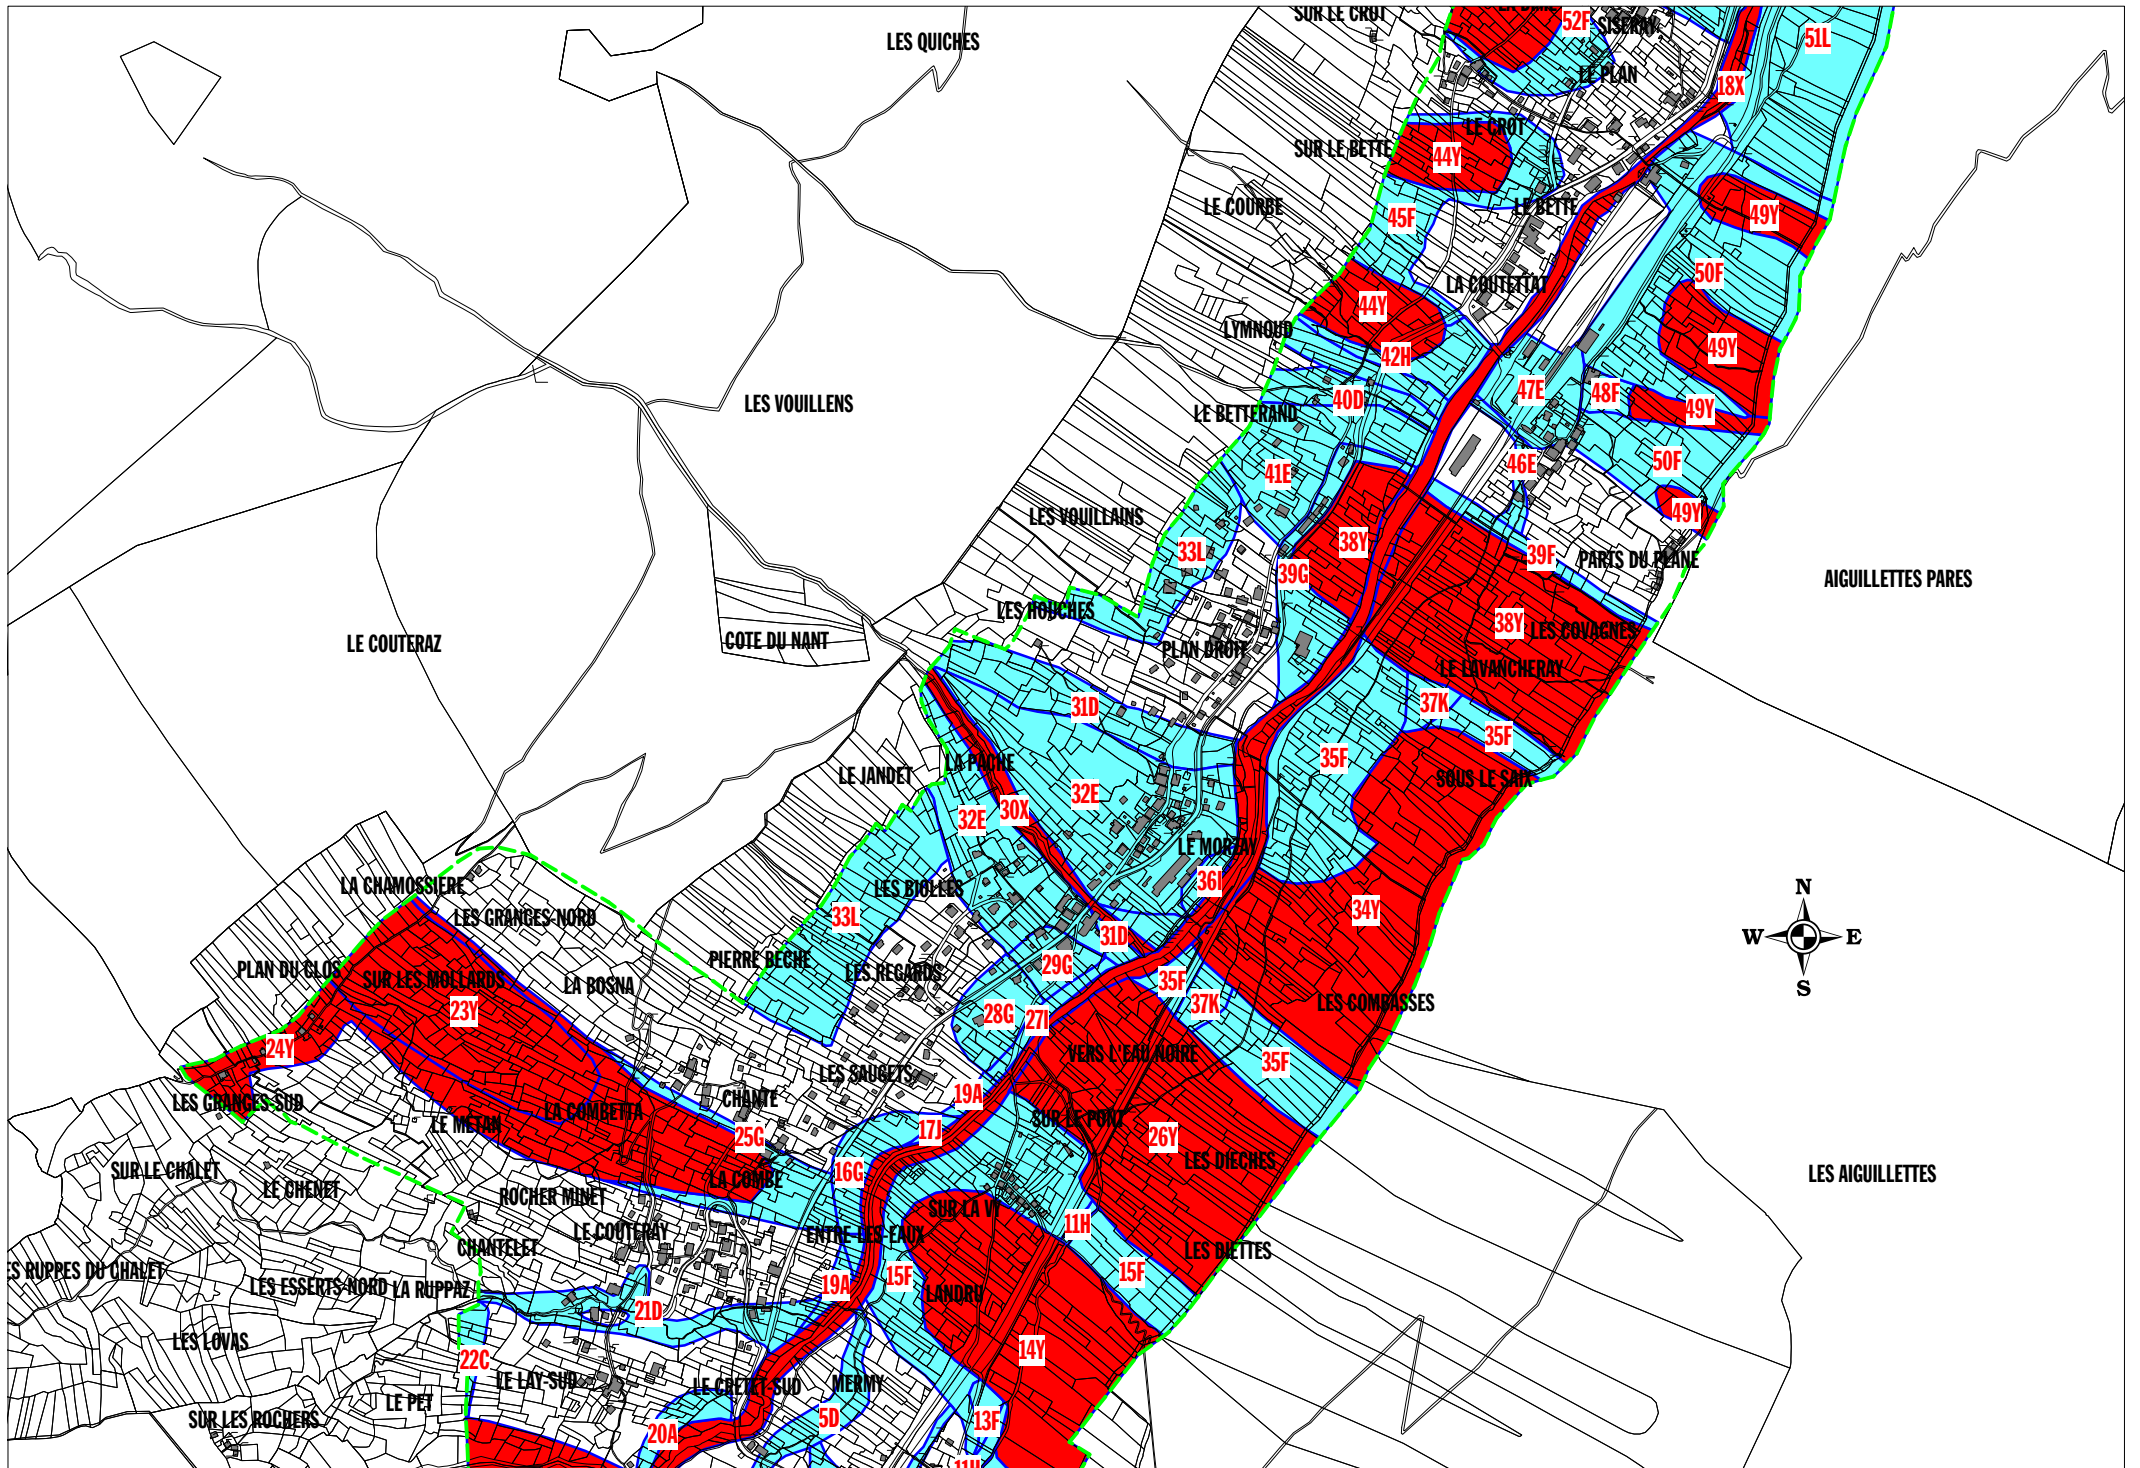 SUR LE CROT
52F
SISERAY
LES QUICHES
51L
LE PLAN
18X
LE CROT
SUR LE BETTE
44Y
LE COURBE
LE BETTE
49Y
45F
50F
LA COUTETTAT
44Y
LYMNOUD
49Y
42H
47E
48F
40D
LES VOUILLENS
49Y
LE BETTERAND
50F
46E
41E
LES VOUILLAINS
49Y
38Y
33L
39F
PARTS DU PLANE
39G
AIGUILLETTES PARES
LES HOUCHES
38Y
LES COVAGNES
COTE DU NANT
LE COUTERAZ
PLAN DROIT
LE LAVANCHERAY
37K
31D
35F
35F
LA PACHE
LE JANDET
SOUS LE SAIX
32E
30X
32E
LE MORZAY
36I
LA CHAMOSSIERE
LES BIOLLES
N
LES GRANGES-NORD
33L
34Y
31D
W
E
PIERRE BECHE
29G
PLAN DU CLOS
LES REGARDS
SUR LES MOLLARDS
35F
LA BOSNA
S
LES COMBASSES
37K
23Y
28G
27I
24Y
VERS L'EAU NOIRE
35F
LES SAUGETS
19A
CHANTE
LES GRANGES-SUD
LA COMBETTA
SUR LE PONT
LE METAN
17J
25G
26Y
LES DIECHES
SUR LE CHALET
16G
LES AIGUILLETTES
LA COMBE
LE CHENET
ROCHER MINET
SUR LA VY
11H
LE COUTERAY
ENTRE-LES-EAUX
CHANTELET
LES DIETTES
ES RUPPES DU CHALET
15F
15F
LES ESSERTS-NORD
LA RUPPAZ
19A
LANDRU
21D
LES LOVAS
14Y
22C
LE LAY-SUD
LE CRETET-SUD
MERMY
LE PET
5D
SUR LES ROCHERS
13F
20A
11H